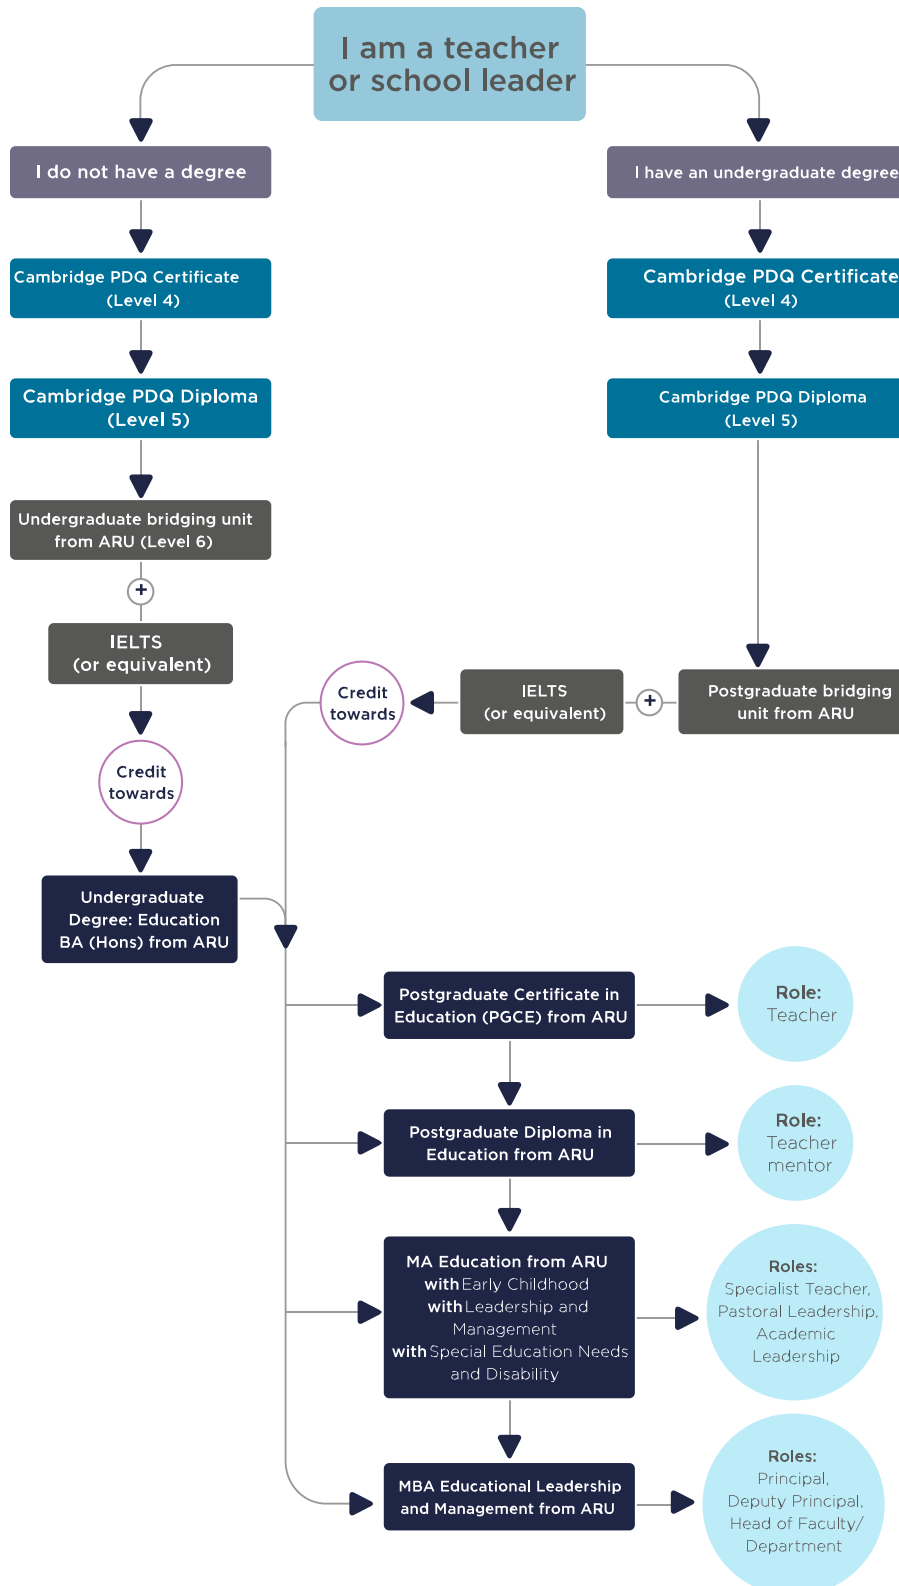 I am a teacher
or school leader
I do not have a degree
I have an undergraduate degree
Cambridge PDQ Certificate
(Level 4)
Cambridge PDQ Certificate
(Level 4)
Cambridge PDQ Diploma
(Level 5)
Cambridge PDQ Diploma
(Level 5)
Undergraduate bridging unit
from ARU (Level 6)
+
IELTS
(or equivalent)
Credit
towards
IELTS
(or equivalent)
+
Postgraduate bridging
unit from ARU
Credit
towards
Undergraduate
Degree: Education
BA (Hons) from ARU
Postgraduate Certificate in
Education (PGCE) from ARU
Role:
Teacher
Postgraduate Diploma in
Education from ARU
Role:
Teacher
mentor
MA Education from ARU
with Early Childhood
with Leadership and
Management
with Special Education Needs
and Disability
Roles:
Specialist Teacher,
Pastoral Leadership,
Academic
Leadership
MBA Educational Leadership
and Management from ARU
Roles:
Principal,
Deputy Principal,
Head of Faculty/
Department